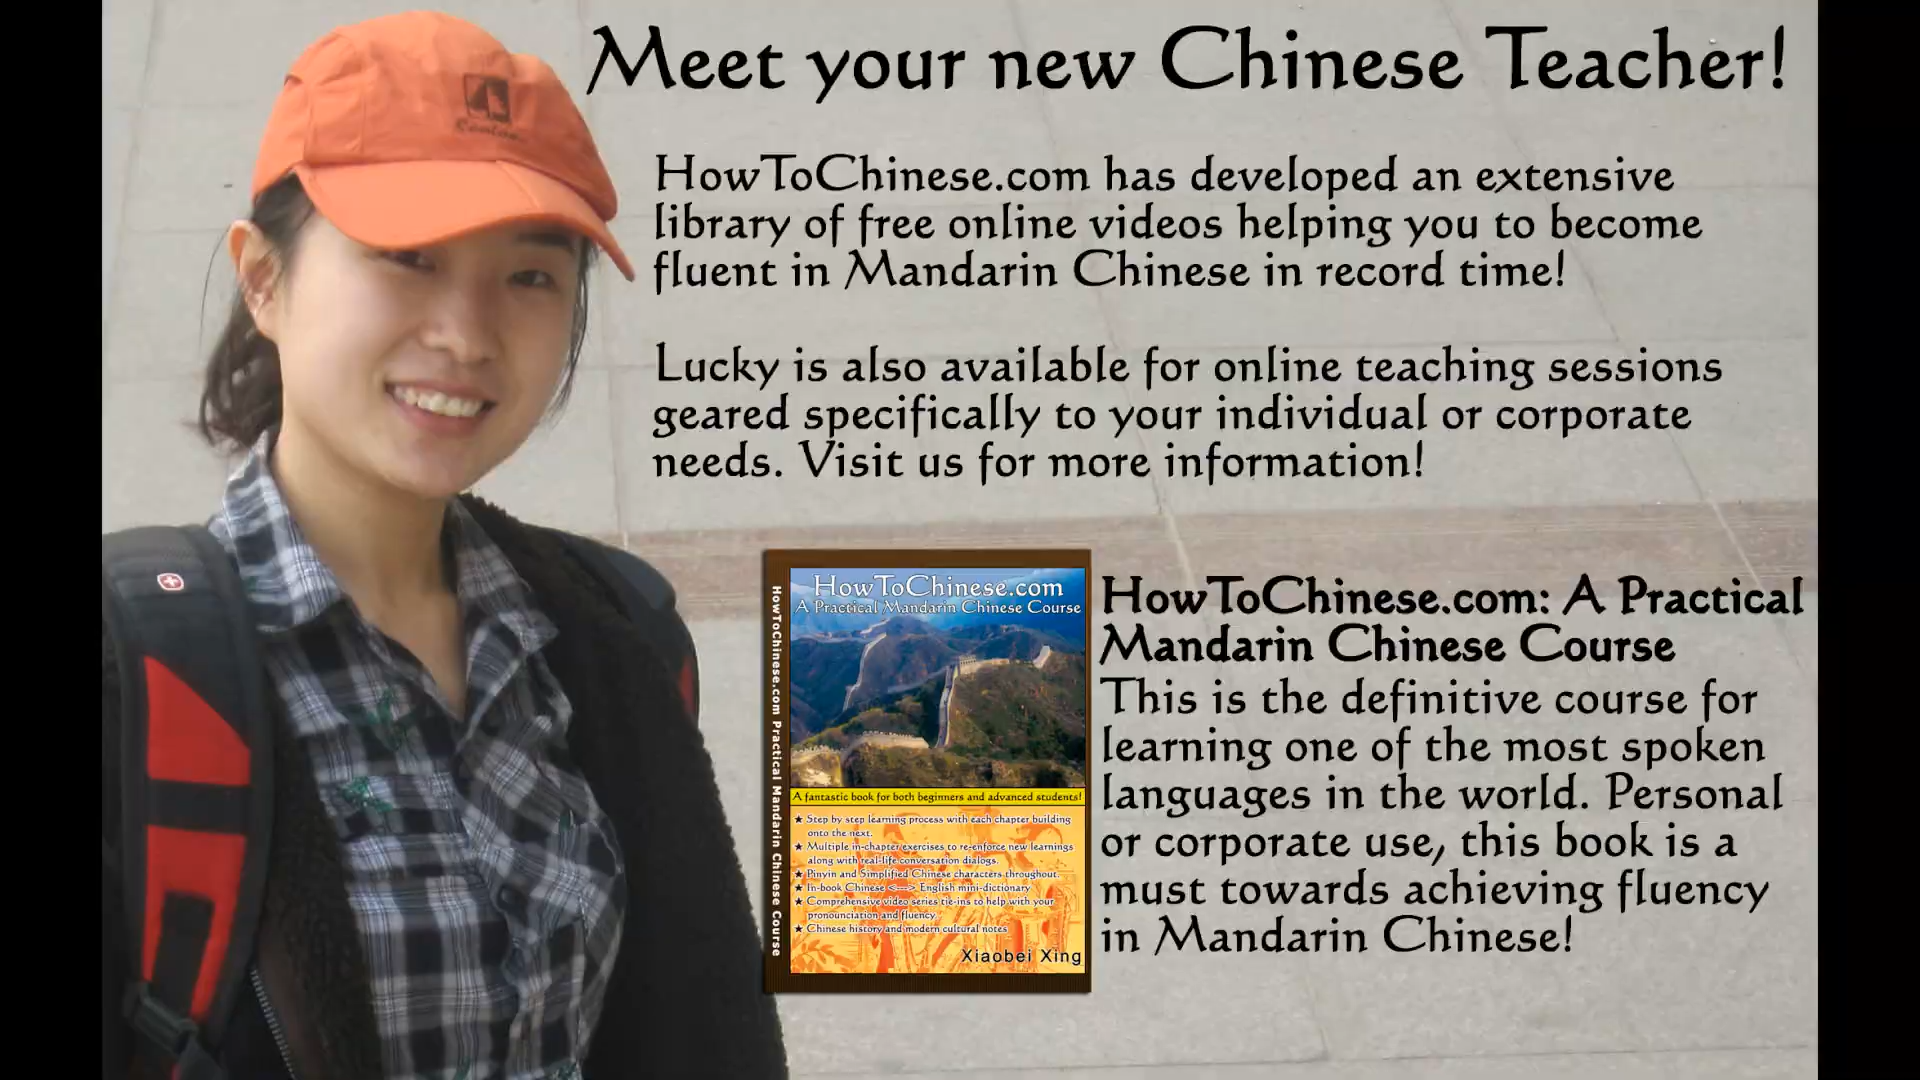 Meet your new Chinese Teacher!
HowToChinese.com has developed an extensive
library of free online videos helping you to become
fluent in Mandarin Chinese in record time!
Lucky is also available for online teaching sessions
geared specifically to your individual or corporate
needs. Visit us for more information!
HowToChinese.com Practical Mandarin Chinese Course
HowToChinese.com
A Practical Mandarin Chinese Course
A fantastic book for both beginners and advanced students!
★ Step by step learning process with each chapter building
onto the next.
★ Multiple in-chapter exercises to re-enforce new learnings
along with real-life conversation dialogs.
★ Pinyin and Simplified Chinese characters throughout.
★ In-book Chinese <---> English mini-dictionary
★ Comprehensive video series tie-ins to help with your
pronounciation and fluency.
★ Chinese history and modern cultural notes
Xiaobei Xing
HowToChinese.com: A Practical
Mandarin Chinese Course
This is the definitive course for
learning one of the most spoken
languages in the world. Personal
or corporate use, this book is a
must towards achieving fluency
in Mandarin Chinese!